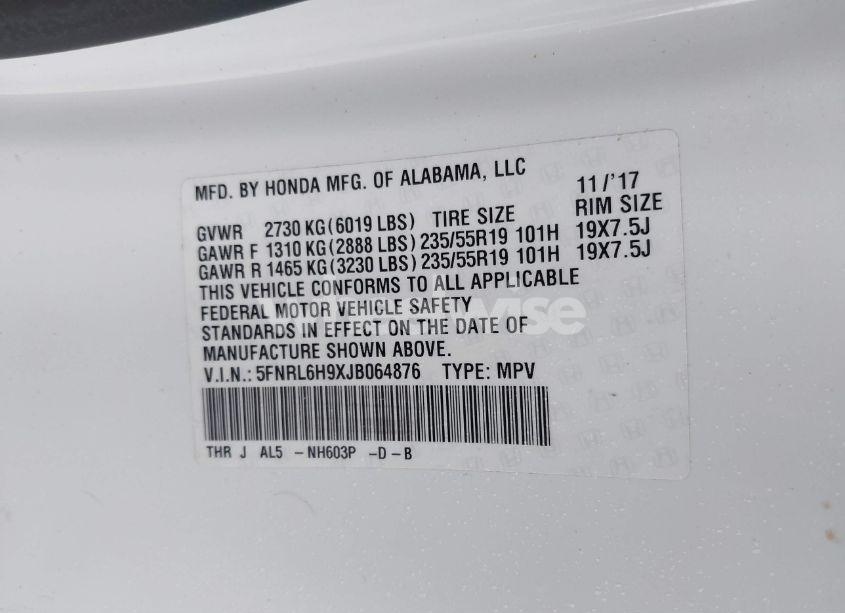 MFD. BY HONDA MFG. OF ALABAMA, LLC 11/'17
GVWR 2730 KG(6019 LBS) TIRE SIZE RIM SIZE
GAWR F 1310 KG(2888 LBS) 235/55R19 101H 19X7.5J
GAWR R 1465 KG(3230 LBS) 235/55R19 101H 19X7.5J
THIS VEHICLE CONFORMS TO ALL APPLICABLE
FEDERAL MOTOR VEHICLE SAFETY
STANDARDS IN EFFECT ON THE DATE OF
MANUFACTURE SHOWN ABOVE.
V.I.N.: 5FNRL6H9XJB064876 TYPE: MPV
THR J AL5 -NH603P -D-B